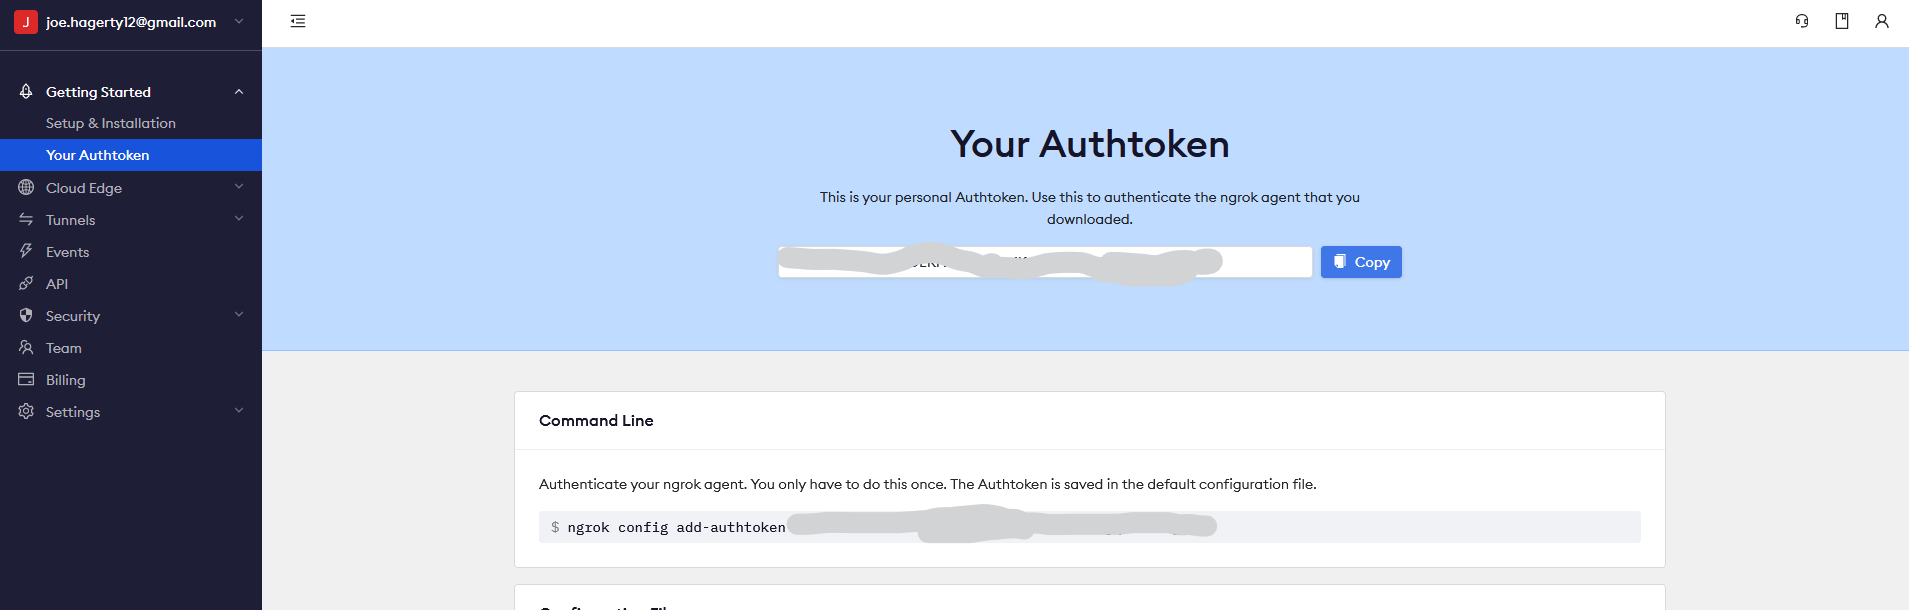 J joe.hagerty12@gmail.com
Getting Started
Setup & Installation
Your Authtoken
Cloud Edge
Tunnels
Events
API
Security
Team
Billing
Settings
Your Authtoken
This is your personal Authtoken. Use this to authenticate the ngrok agent that you
downloaded.
Copy
Command Line
Authenticate your ngrok agent. You only have to do this once. The Authtoken is saved in the default configuration file.
$ ngrok config add-authtoken